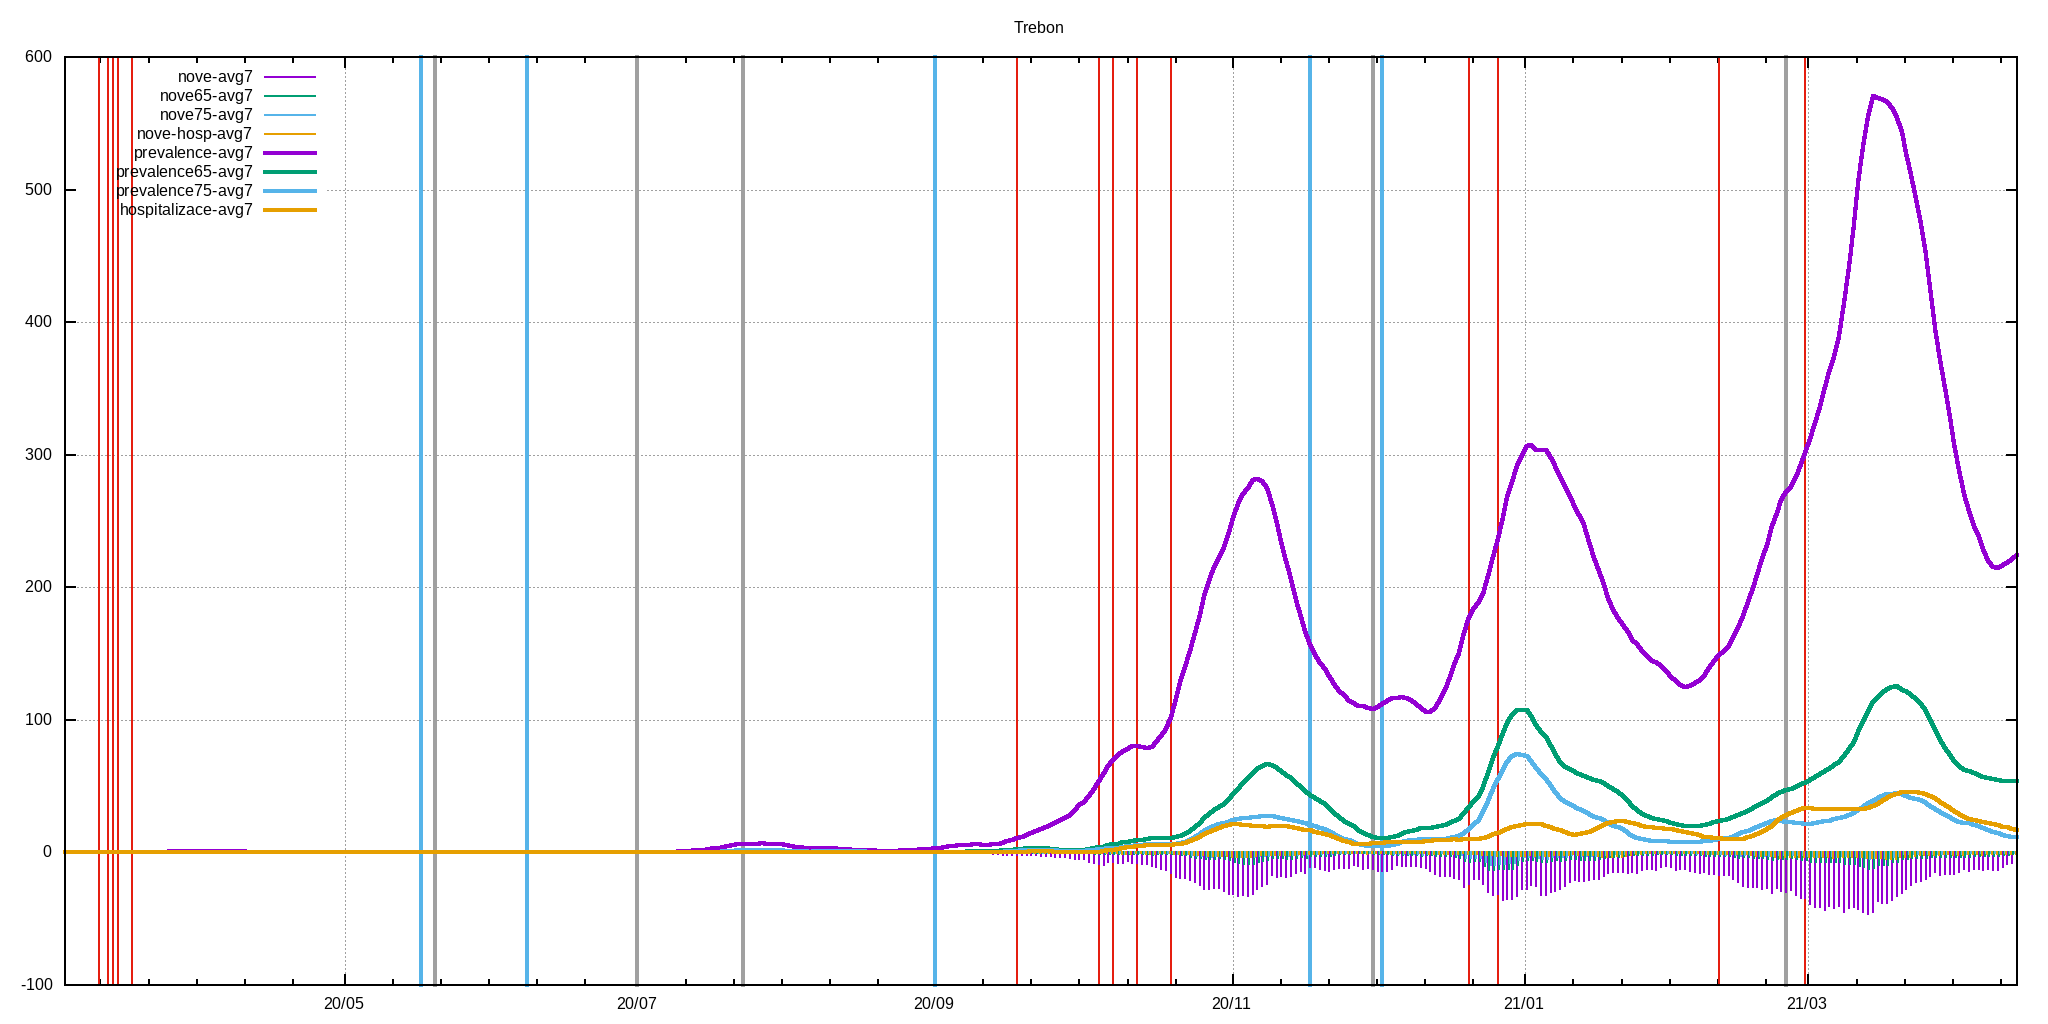 Trebon
600
500
400
300
200
100
0
-100
nove-avg7
nove65-avg7
nove75-avg7
nove-hosp-avg7
prevalence-avg7
prevalence65-avg7
prevalence75-avg7
hospitalizace-avg7
20/05 20/07 20/09 20/11 21/01 21/03